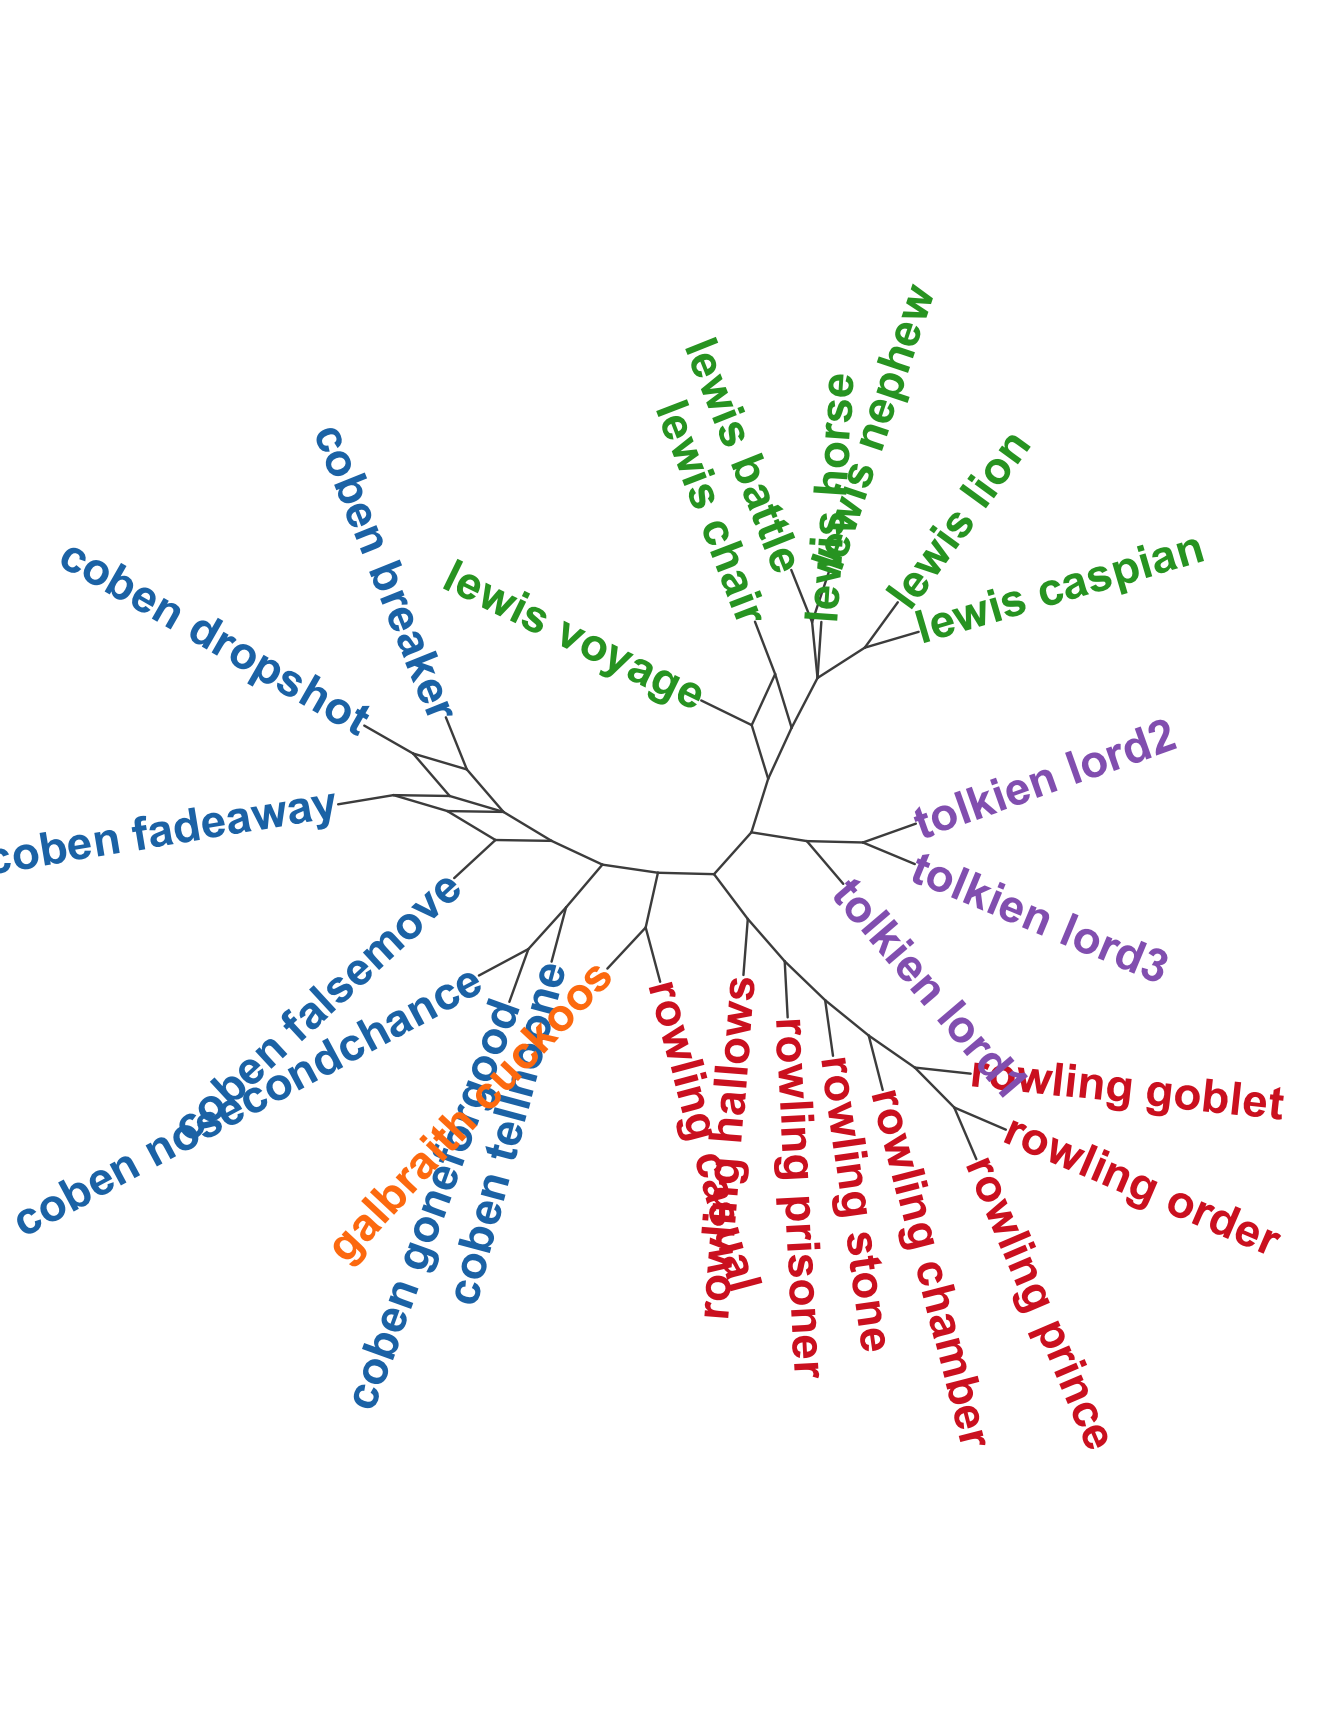 lewis nephew
lewis battle
lewis horse
lewis chair
coben breaker
lewis lion
lewis caspian
coben dropshot
lewis voyage
tolkien lord2
coben fadeaway
tolkien lord3
tolkien lord1
coben falsemove
coben nosecondchance
galbraith cuckoos
coben goneforgood
coben tellnoone
rowling casual
rowling hallows
rowling prisoner
rowling stone
rowling chamber
rowling goblet
rowling order
rowling prince